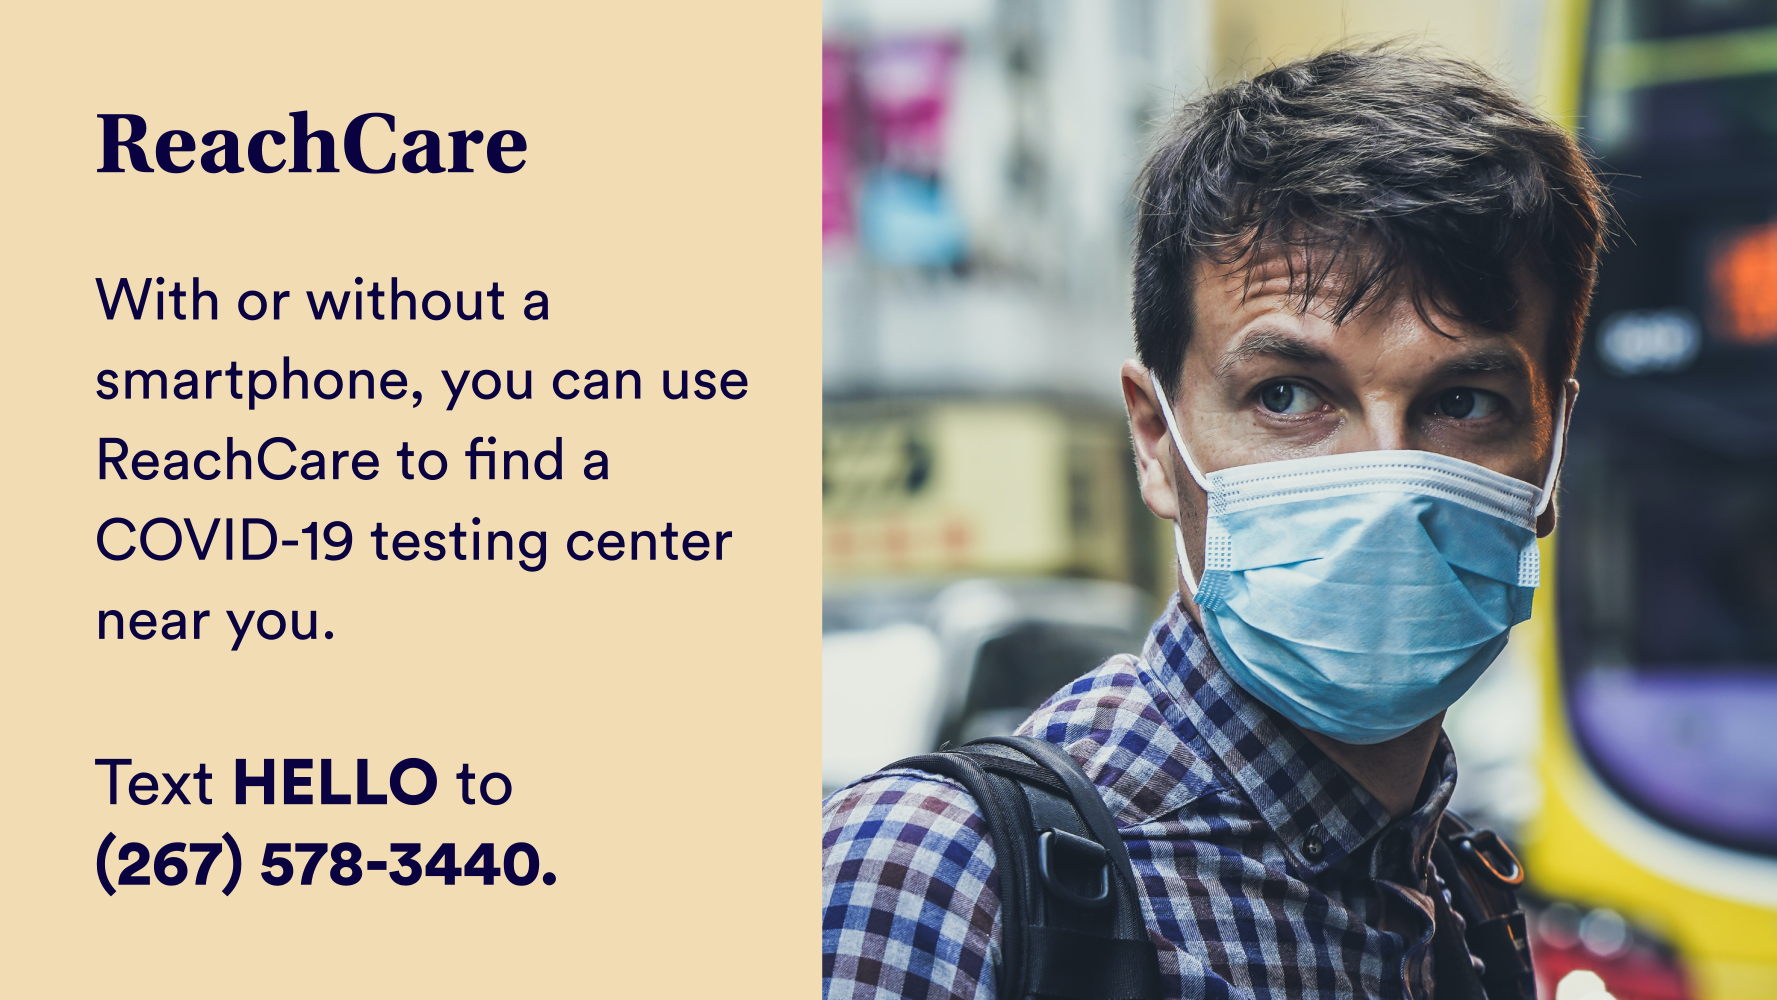 ReachCare
With or without a
smartphone, you can use
ReachCare to find a
COVID-19 testing center
near you.
Text HELLO to
(267) 578-3440.